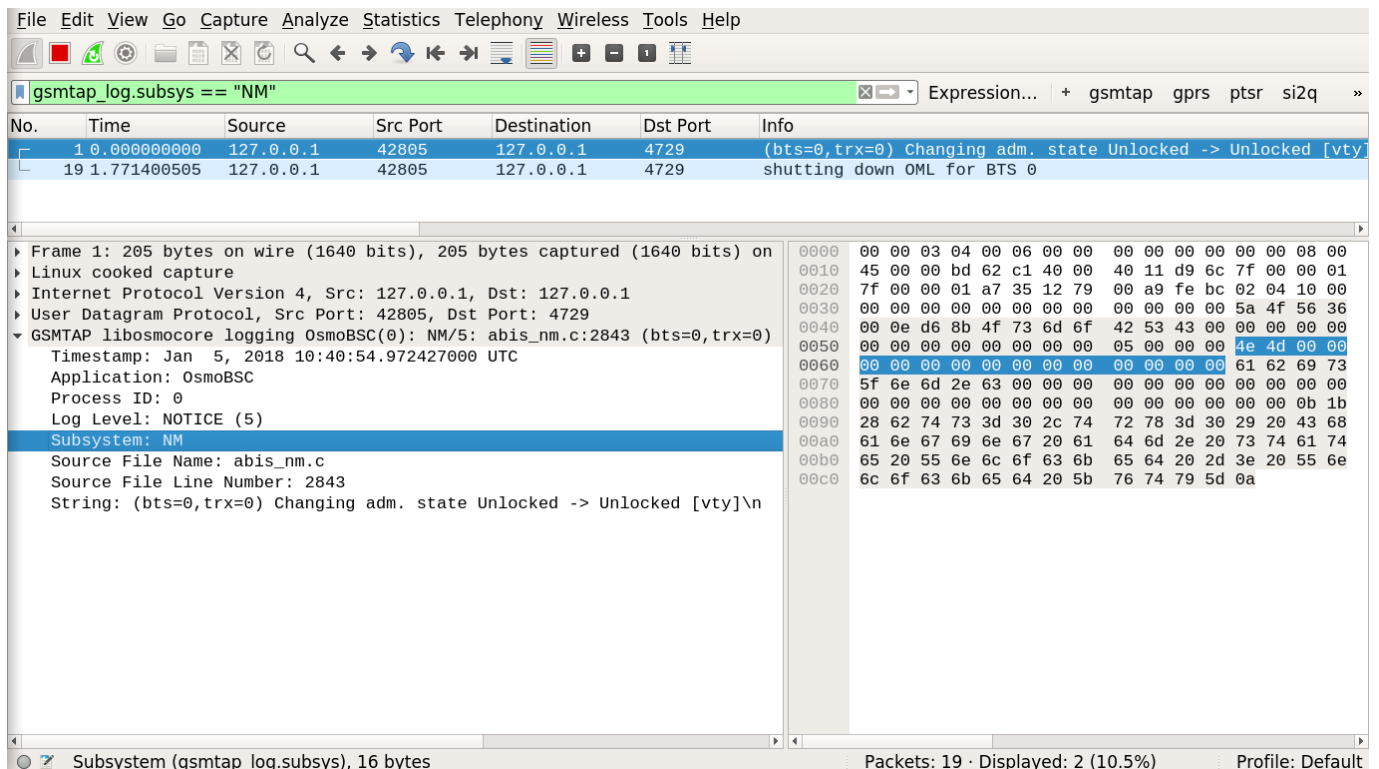 File Edit View Go Capture Analyze Statistics Telephony Wireless Tools Help
gsmtap_log.subsys == "NM" Expression… + gsmtap gprs ptsr si2q »
No. Time Source Src Port Destination Dst Port Info
1 0.000000000 127.0.0.1 42805 127.0.0.1 4729 (bts=0,trx=0) Changing adm. state Unlocked -> Unlocked [vty]
19 1.771400505 127.0.0.1 42805 127.0.0.1 4729 shutting down OML for BTS 0
Frame 1: 205 bytes on wire (1640 bits), 205 bytes captured (1640 bits) on
Linux cooked capture
Internet Protocol Version 4, Src: 127.0.0.1, Dst: 127.0.0.1
User Datagram Protocol, Src Port: 42805, Dst Port: 4729
GSMTAP libosmocore logging OsmoBSC(0): NM/5: abis_nm.c:2843 (bts=0,trx=0)
Timestamp: Jan  5, 2018 10:40:54.972427000 UTC
Application: OsmoBSC
Process ID: 0
Log Level: NOTICE (5)
Subsystem: NM
Source File Name: abis_nm.c
Source File Line Number: 2843
String: (bts=0,trx=0) Changing adm. state Unlocked -> Unlocked [vty]\n
0000 00 00 03 04 00 06 00 00 00 00 00 00 00 00 08 00
0010 45 00 00 bd 62 c1 40 00 40 11 d9 6c 7f 00 00 01
0020 7f 00 00 01 a7 35 12 79 00 a9 fe bc 02 04 10 00
0030 00 00 00 00 00 00 00 00 00 00 00 00 5a 4f 56 36
0040 00 0e d6 8b 4f 73 6d 6f 42 53 43 00 00 00 00 00
0050 00 00 00 00 00 00 00 00 05 00 00 00 4e 4d 00 00
0060 00 00 00 00 00 00 00 00 00 00 00 00 61 62 69 73
0070 5f 6e 6d 2e 63 00 00 00 00 00 00 00 00 00 00 00
0080 00 00 00 00 00 00 00 00 00 00 00 00 00 00 0b 1b
0090 28 62 74 73 3d 30 2c 74 72 78 3d 30 29 20 43 68
00a0 61 6e 67 69 6e 67 20 61 64 6d 2e 20 73 74 61 74
00b0 65 20 55 6e 6c 6f 63 6b 65 64 20 2d 3e 20 55 6e
00c0 6c 6f 63 6b 65 64 20 5b 76 74 79 5d 0a
Subsystem (gsmtap_log.subsys), 16 bytes Packets: 19 · Displayed: 2 (10.5%) Profile: Default